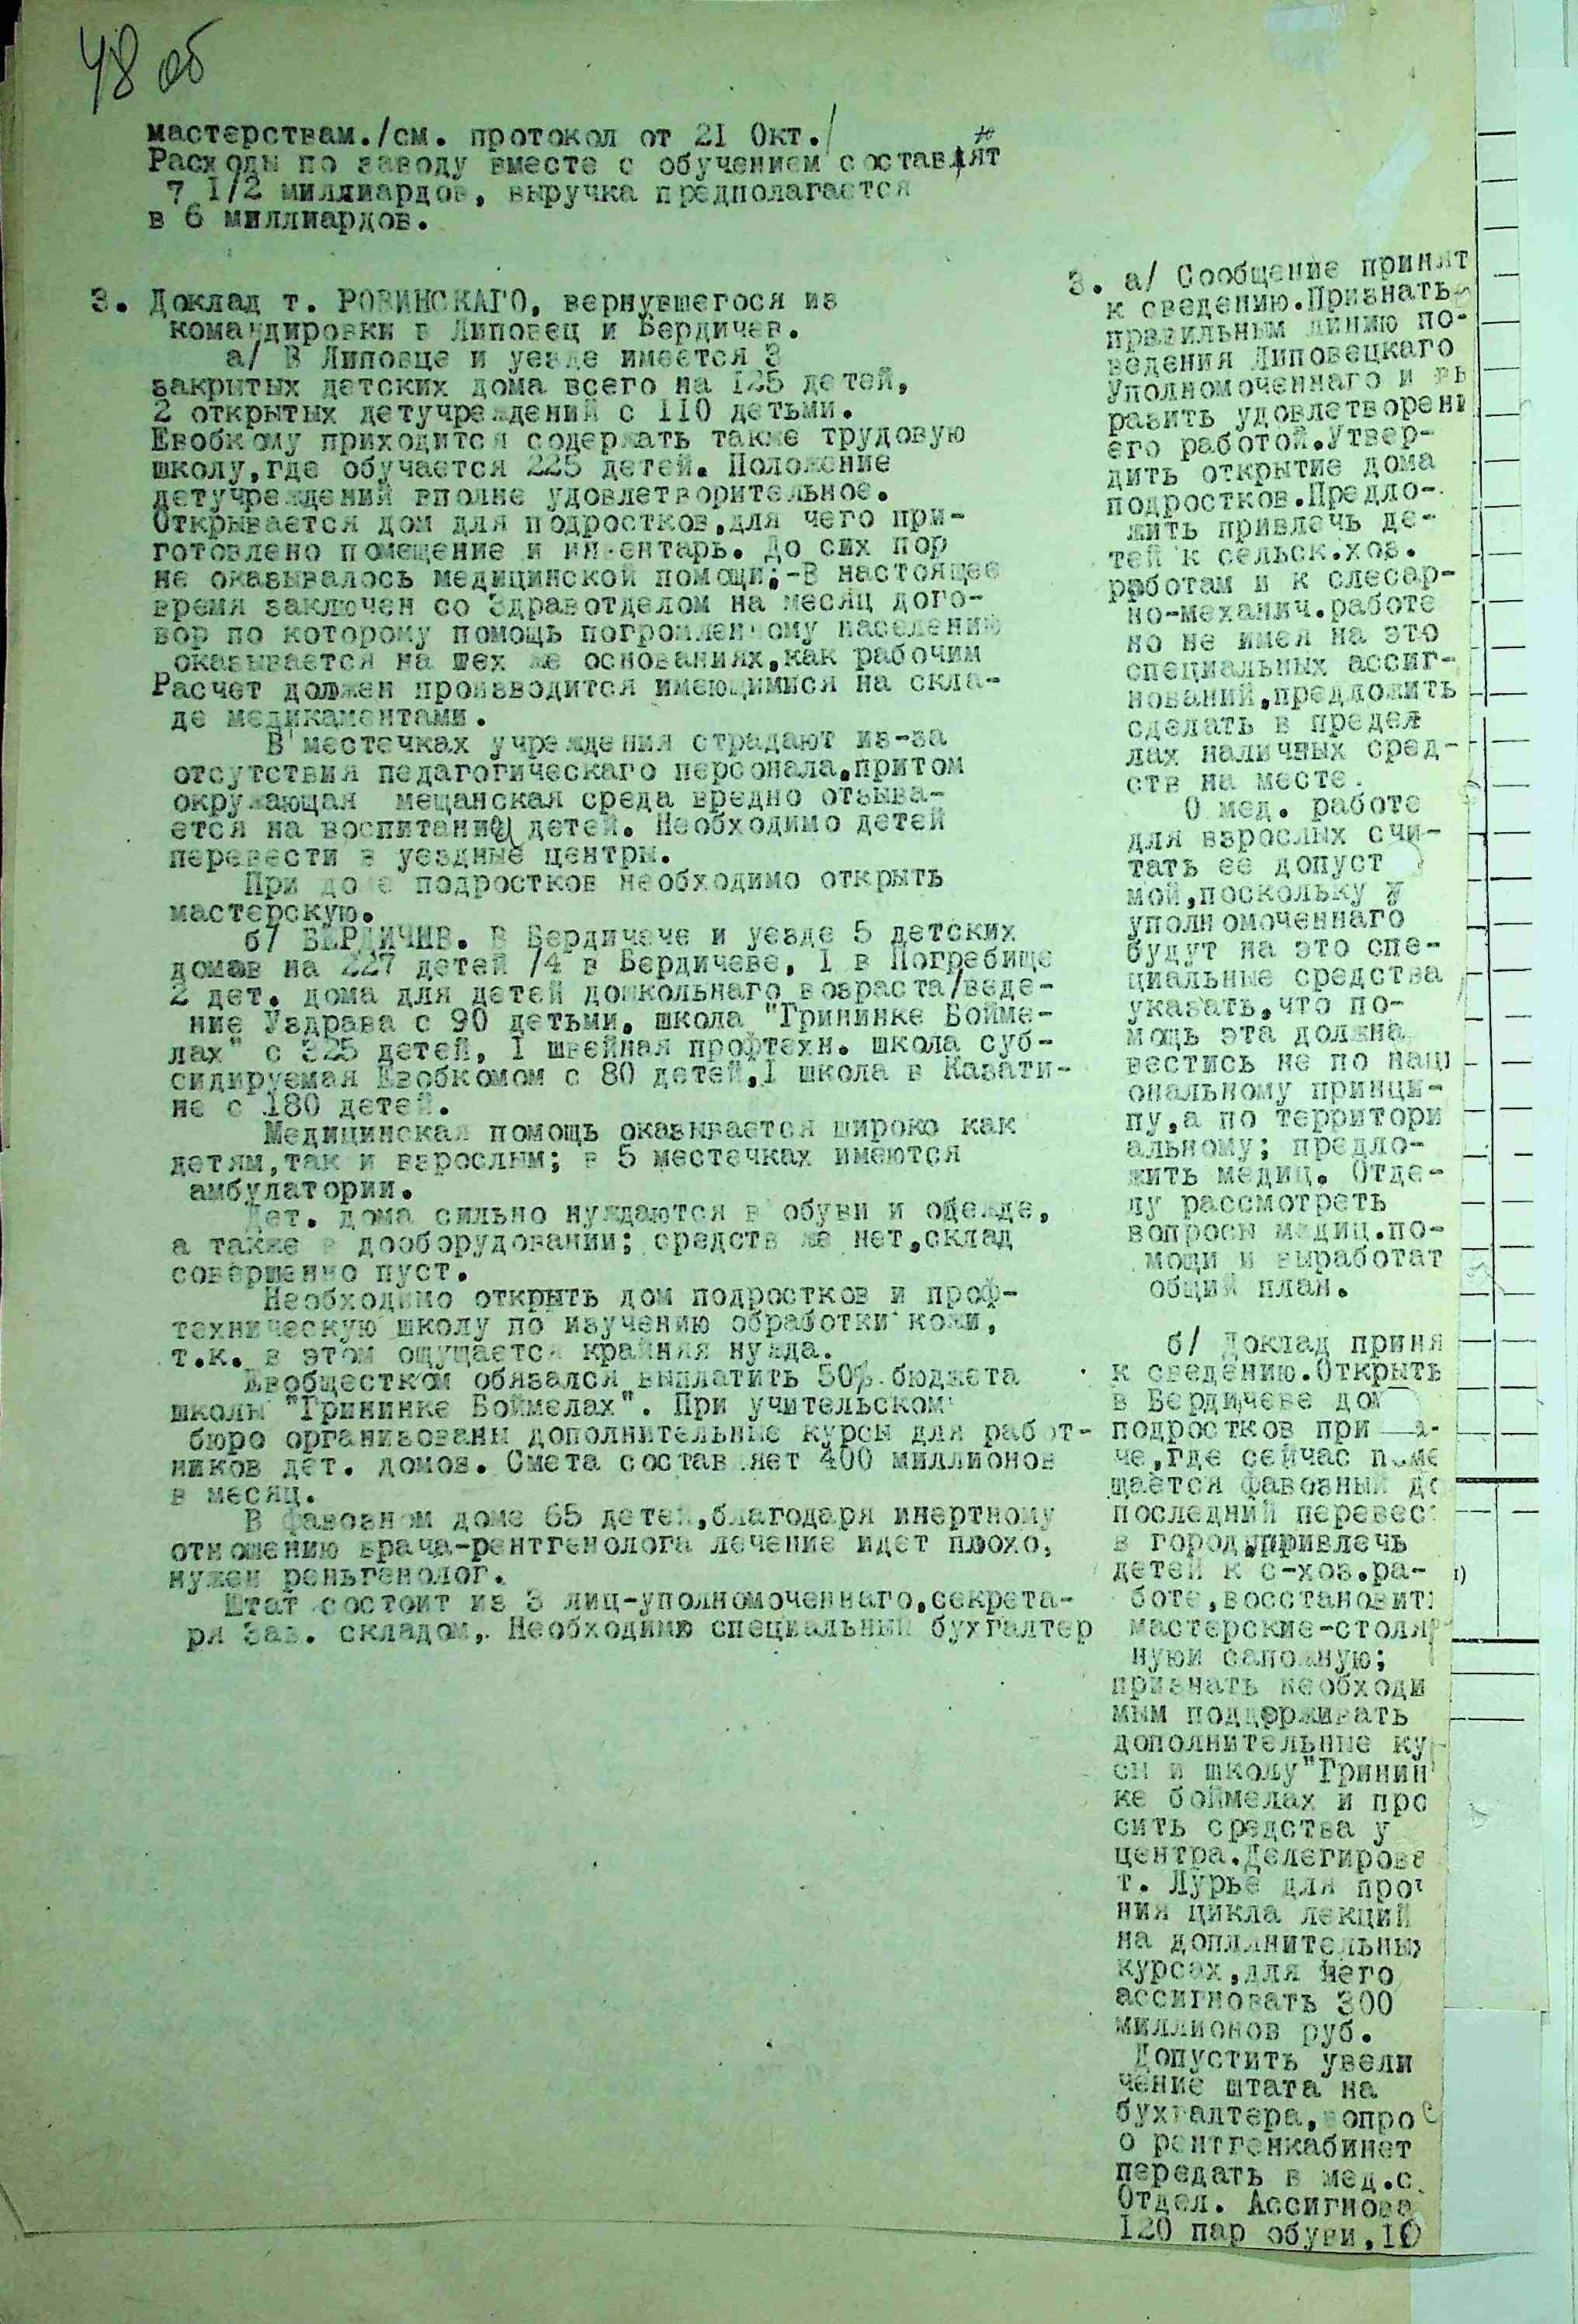 48 об
мастерствам./см. протокол от 21 Окт./
Расходы по заводу вместе с обучением составят
7 1/2 миллиардов, выручка предполагается
в 6 миллиардов.
3. Доклад т. РОВИНСКАГО, вернувшегося из
командировки в Липовец и Бердичев.
а/ В Липовце и уезде имеется 3
закрытых детских дома всего на 125 детей,
2 открытых детучреждений с 110 детьми.
Евобкому приходится содержать также трудовую
школу,где обучается 225 детей. Положение
детучреждений вполне удовлетворительное.
Открывается дом для подростков,для чего при-
готовлено помещение и инвентарь. До сих пор
не оказывалось медицинской помощи;-В настоящее
время заключен со Здравотделом на месяц дого-
вор по которому помощь погромленному населению
оказывается на тех же основаниях,как рабочим
Расчет должен производится имеющимися на скла-
де медикаментами.
В местечках учреждения страдают из-за
отсутствия педагогическаго персонала,притом
окружающая мещанская среда вредно отзыва-
ется на воспитании детей. Необходимо детей
перевести в уездные центры.
При доме подростков необходимо открыть
мастерскую.
б/ БЕРДИЧИВ. В Бердичече и уезде 5 детских
домов на 227 детей /4 в Бердичеве, 1 в Погребище
2 дет. дома для детей дошкольнаго возраста/веде-
ние Уздрава с 90 детьми, школа "Грининке Бойме-
лах" с 325 детей, 1 швейная профтехн. школа суб-
сидируемая Евобкомом с 80 детей,1 школа в Казати-
не с 180 детей.
Медицинская помощь оказывается широко как
детям,так и взрослым; в 5 местечках имеются
амбулатории.
Дет. дома сильно нуждаются в обуви и одежде,
а также в дооборудовании; средств же нет,склад
совершенно пуст.
Необходимо открыть дом подростков и проф-
техническую школу по изучению обработки кожи,
т.к. в этом ощущается крайняя нужда.
Евобщестком обязался выплатить 50% бюджета
школы "Грининке Боймелах". При учительском
бюро организованы дополнительные курсы для работ-
ников дет. домов. Смета составляет 400 миллионов
в месяц.
В фавозном доме 65 детей,благодаря инертному
отношению врача-рентгенолога лечение идет плохо,
нужен реньгенолог.
Штат состоит из 3 лиц-уполномоченнаго,секрета-
ря Зав. складом,. Необходимю специальный бухгалтер
3. а/ Сообщение принят
к сведению.Признать
правильным линию по-
ведения Липовецкаго
Уполномоченнаго и вы
разить удовлетворени
его работой.Утвер-
дить открытие дома
подростков.Предло-
жить привлечь де-
тей к сельск.хоз.
работам и к слесар-
но-механич.работе
но не имея на это
специальных ассиг-
нований,предложить
сделать в предел
лах наличных сред-
ств на месте.
О мед. работе
для взрослых счи-
тать ее допуст
мой,поскольку у
уполномоченнаго
будут на это спе-
циальные средства
указать,что по-
мощь эта должна
вестись не по наци
ональному принци-
пу,а по территори
альному; предло-
жить медиц. Отде-
лу рассмотреть
вопросы медиц.по-
мощи и выработат
общий план.
б/ Доклад приня
к сведению.Открыть
в Бердичеве дом
подростков при да-
че,где сейчас поме
щается фавозный до
последний перевест
в город,привлечь
детей к с-хоз.ра-
боте,восстановит
мастерские-столяр
нуюи сапожную;
признать необходи
мым поддерживать
дополнительные кур
сы и школу"Гринин
ке боймелах и про
сить средства у
центра.Делегирова
т. Лурье для проч
ния цикла лекций
на доплднительных
курсах,для чего
ассигновать 300
миллионов руб.
Допустить увели
чение штата на
бухгалтера,вопрос
о рентгенкабинет
передать в мед.с.
Отдел. Ассигнова
120 пар обуви,10